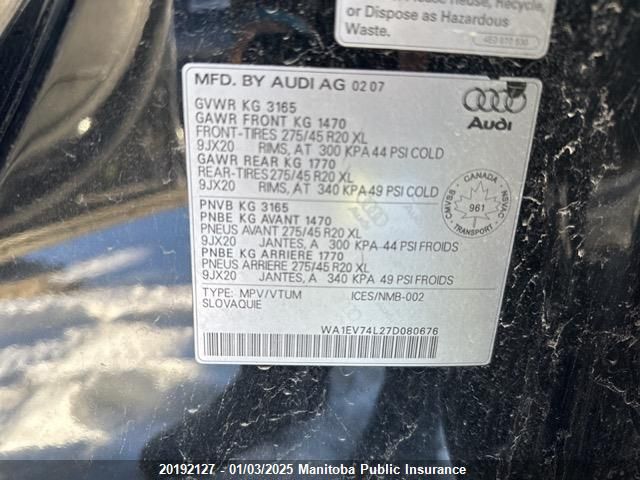 or Dispose as Hazardous
Waste.
MFD. BY AUDI AG 02 07
Audi
GVWR KG 3165
GAWR FRONT KG 1470
FRONT-TIRES 275/45 R20 XL
9JX20 RIMS, AT 300 KPA 44 PSI COLD
GAWR REAR KG 1770
REAR-TIRES 275/45 R20 XL
9JX20 RIMS, AT 340 KPA 49 PSI COLD
CANADA
CMVSS 961 NSVAC
TRANSPORT
PNVB KG 3165
PNBE KG AVANT 1470
PNEUS AVANT 275/45 R20 XL
9JX20 JANTES, A 300 KPA 44 PSI FROIDS
PNBE KG ARRIERE 1770
PNEUS ARRIERE 275/45 R20 XL
9JX20 JANTES, A 340 KPA 49 PSI FROIDS
TYPE: MPV/VTUM ICES/NMB-002
SLOVAQUIE
WA1EV74L27D080676
20192127 - 01/03/2025 Manitoba Public Insurance